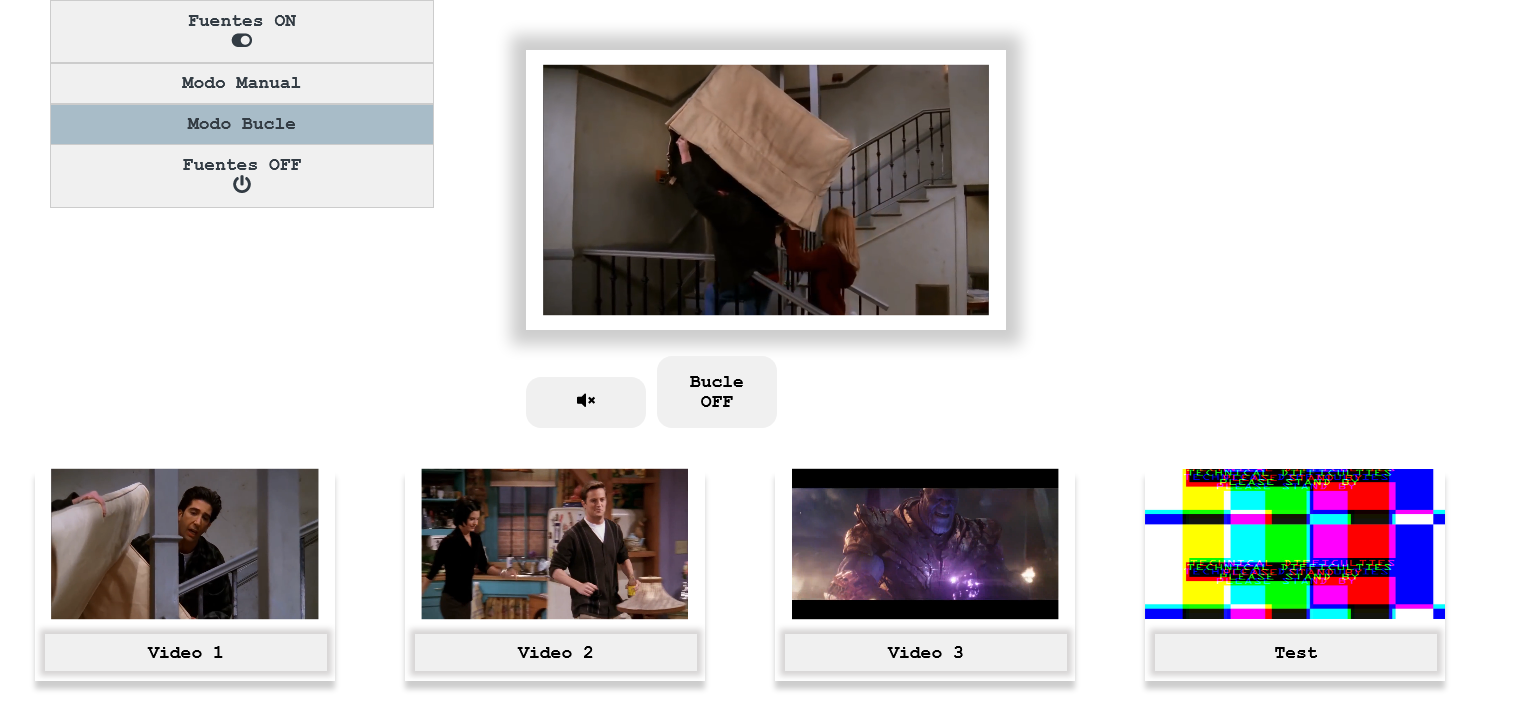 Fuentes ON
Modo Manual
Modo Bucle
Fuentes OFF
Bucle
OFF
TECHNICAL DIFFICULTIES
PLEASE STAND BY
TECHNICAL DIFFICULTIES
PLEASE STAND BY
Video 1
Video 2
Video 3
Test